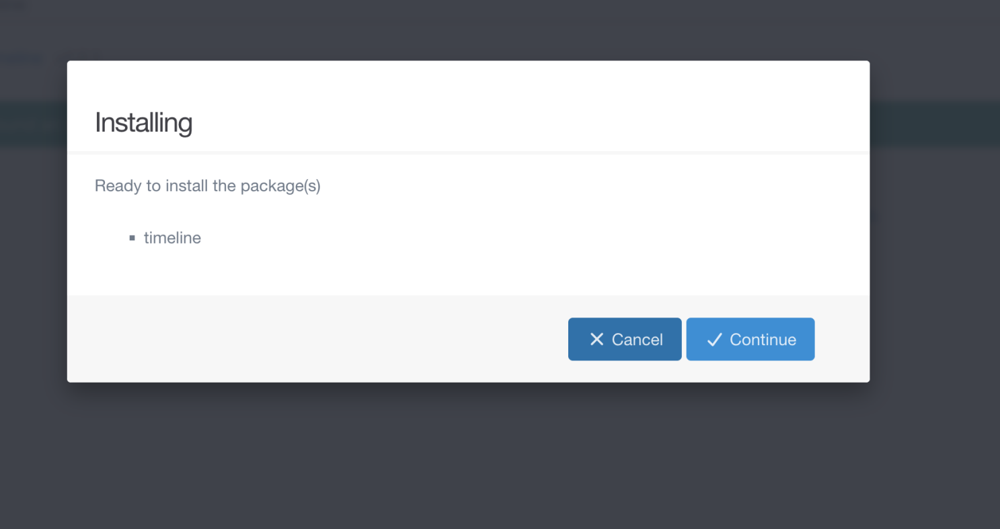 Installing
Ready to install the package(s)
timeline
Cancel
Continue